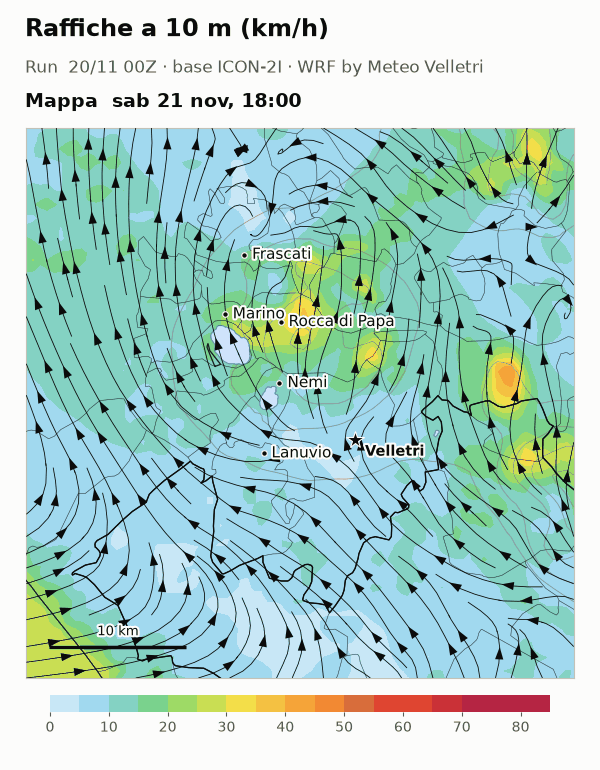 Raffiche a 10 m (km/h)
Run 20/11 00Z · base ICON-2I · WRF by Meteo Velletri
Mappa sab 21 nov, 18:00
Frascati
Marino
Rocca di Papa
Nemi
Velletri
Lanuvio
10 km
0 10 20 30 40 50 60 70 80